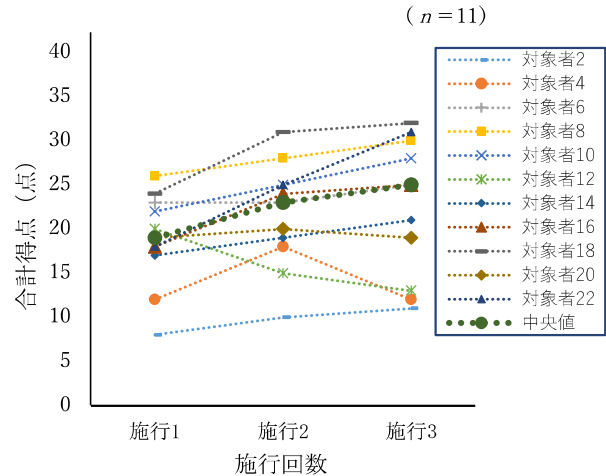 (n=11)
40
35
30
25
20
15
10
5
0
合計得点（点）
施行1 施行2 施行3
施行回数
対象者2
対象者4
対象者6
対象者8
対象者10
対象者12
対象者14
対象者16
対象者18
対象者20
対象者22
中央値